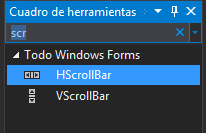 Cuadro de herramientas
scr
Todo Windows Forms
HScrollBar
VScrollBar